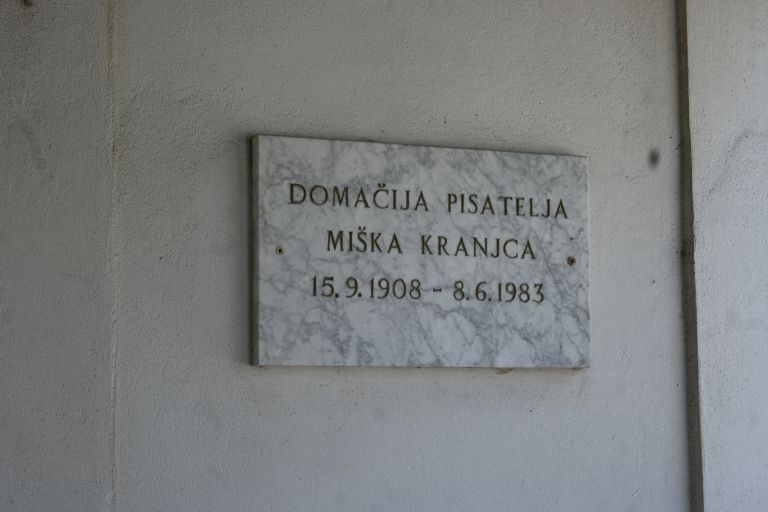 DOMAČIJA PISATELJA
MIŠKA KRANJCA
15.9.1908 - 8.6.1983